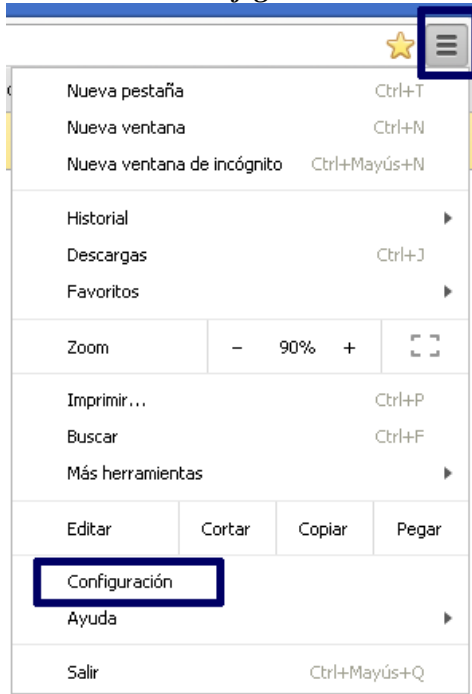 Nueva pestaña Ctrl+T
Nueva ventana Ctrl+N
Nueva ventana de incógnito Ctrl+Mayús+N
Historial
Descargas Ctrl+J
Favoritos
Zoom - 90% +
Imprimir... Ctrl+P
Buscar Ctrl+F
Más herramientas
Editar Cortar Copiar Pegar
Configuración
Ayuda
Salir Ctrl+Mayús+Q